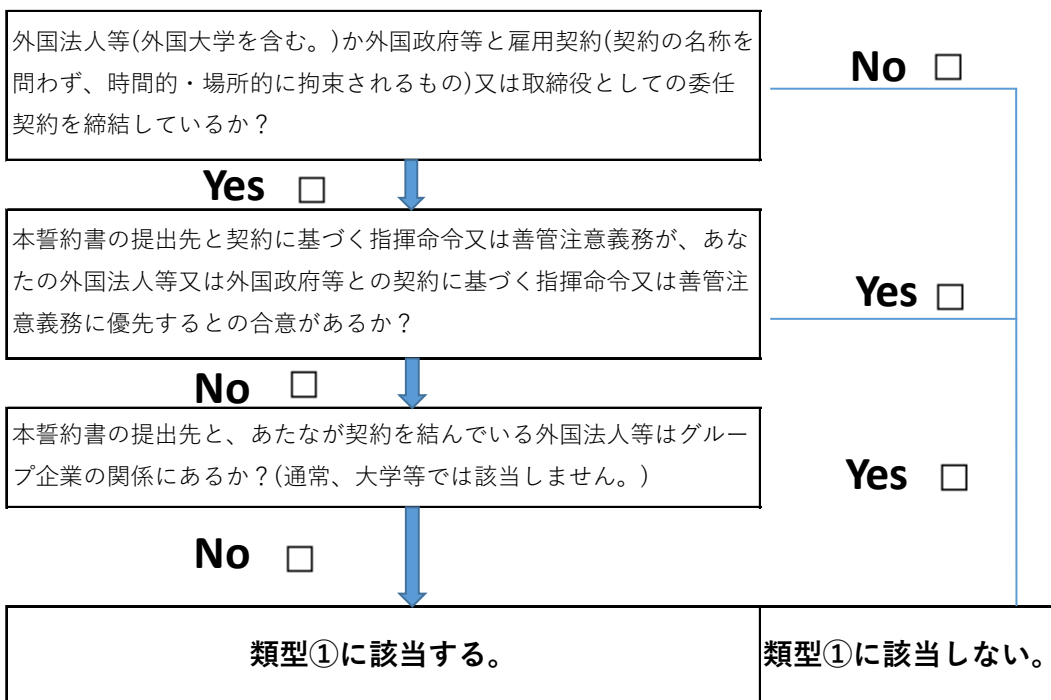 外国法人等(外国大学を含む。)か外国政府等と雇用契約(契約の名称を
問わず、時間的・場所的に拘束されるもの)又は取締役としての委任
契約を締結しているか？
No □
Yes □
本誓約書の提出先と契約に基づく指揮命令又は善管注意義務が、あな
たの外国法人等又は外国政府等との契約に基づく指揮命令又は善管注
意義務に優先するとの合意があるか？
Yes □
No □
本誓約書の提出先と、あたなが契約を結んでいる外国法人等はグルー
プ企業の関係にあるか？(通常、大学等では該当しません。)
Yes □
No □
類型①に該当する。
類型①に該当しない。